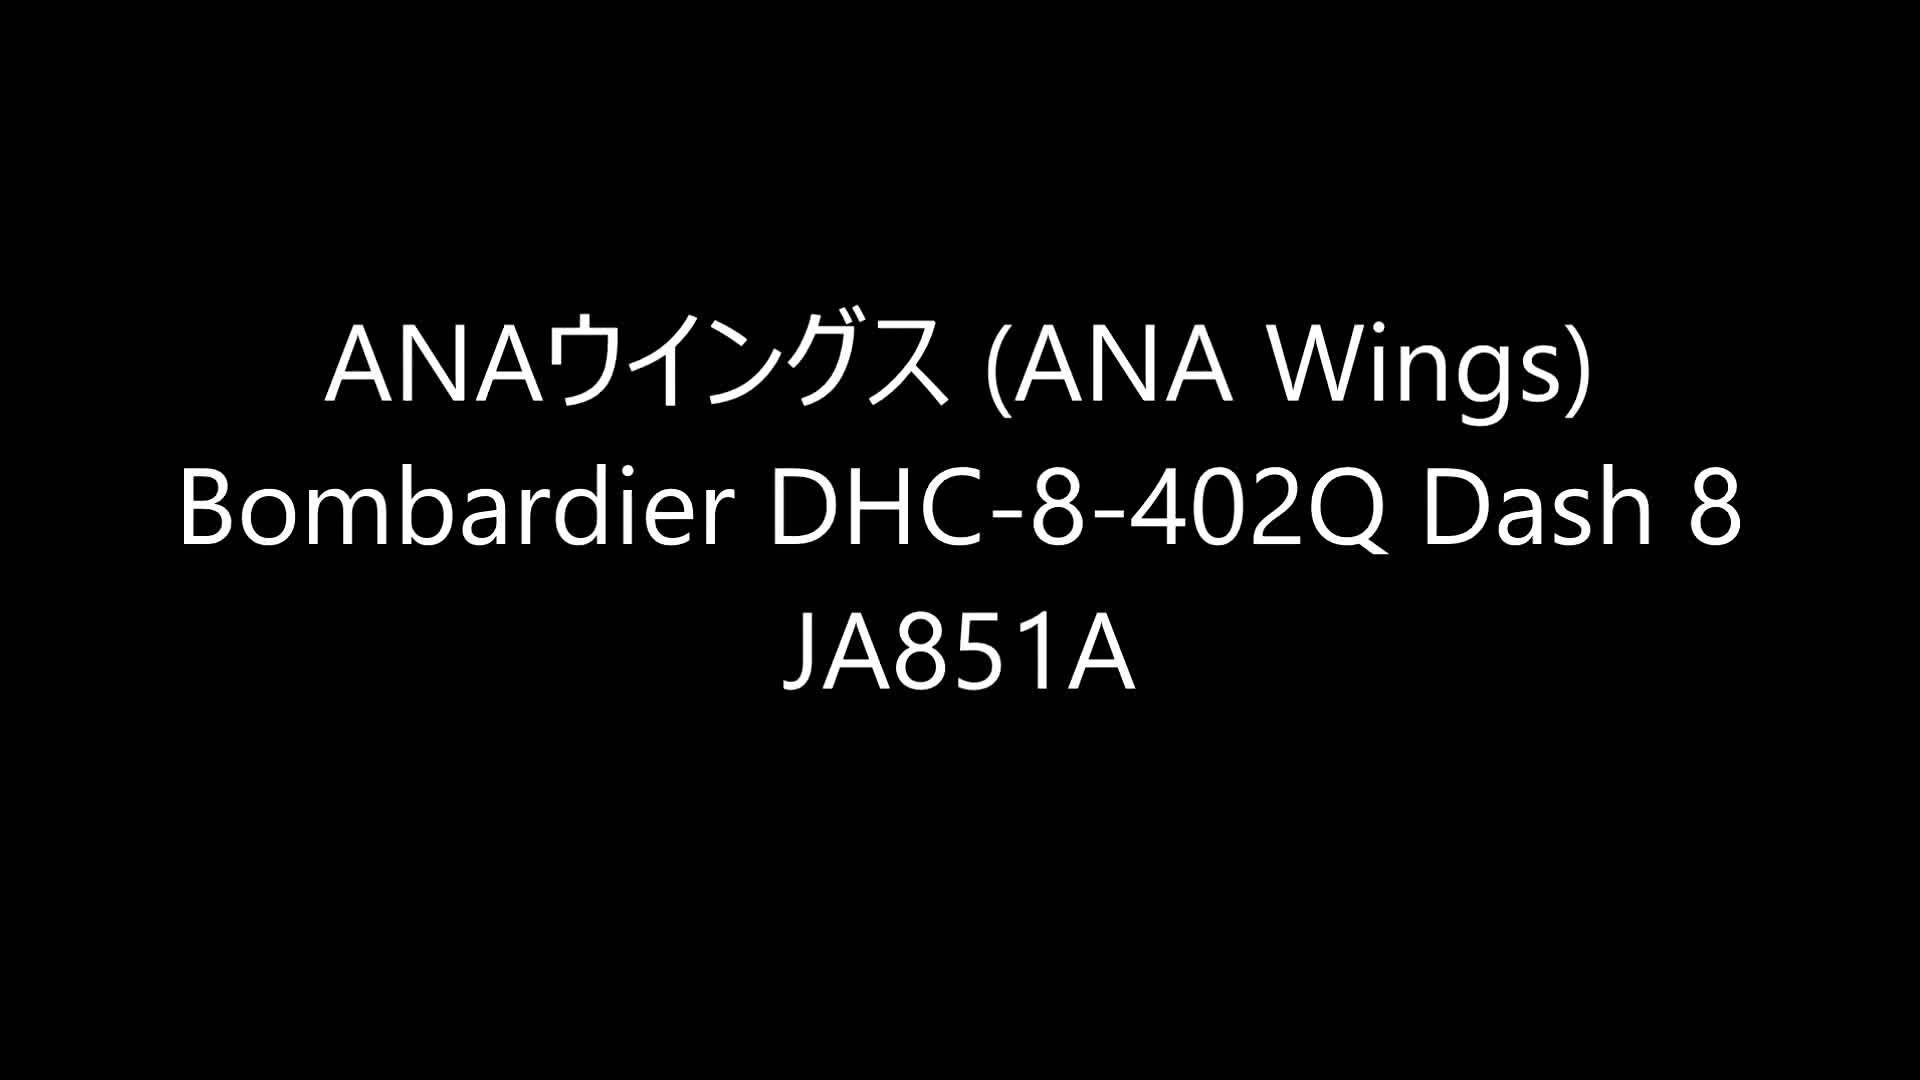 ANAウイングス (ANA Wings)
Bombardier DHC-8-402Q Dash 8
JA851A